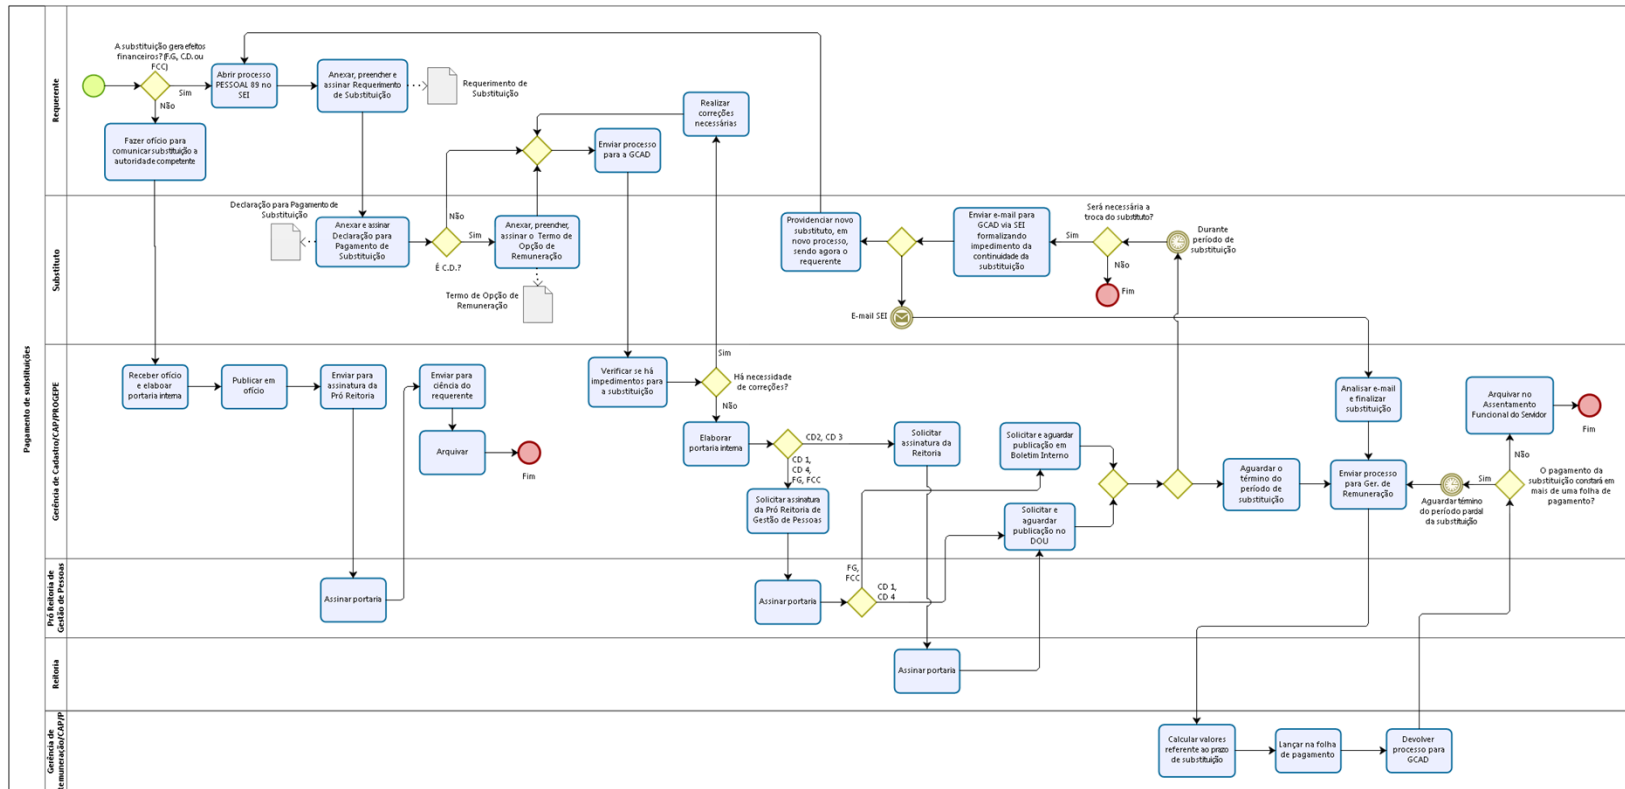 Pagamento de substituições
Requerente
A substituição gera efeitos
financeiros? (F.G, C.D. ou
FCC)
Sim
Não
Abrir processo
PESSOAL 89 no
SEI
Anexar, preencher e
assinar Requerimento
de Substituição
Requerimento de
Substituição
Fazer ofício para
comunicar substituição a
autoridade competente
Enviar processo
para a GCAD
Realizar
correções
necessárias
Substituto
Declaração para Pagamento de
Substituição
Anexar e assinar
Declaração para
Pagamento de
Substituição
Não
Sim
É C.D.?
Anexar, preencher,
assinar o Termo de
Opção de
Remuneração
Termo de Opção de
Remuneração
Providenciar novo
substituto, em
novo processo,
sendo agora o
requerente
E-mail SEI
Enviar e-mail para
GCAD via SEI
formalizando
impedimento da
continuidade da
substituição
Será necessária a
troca do substituto?
Sim
Não
Fim
Durante
período de
substituição
Gerência de Cadastro/CAP/PROGEPE
Receber ofício
e elaboar
portaria interna
Publicar em
ofício
Enviar para
assinatura da
Pró Reitoria
Enviar para
ciência do
requerente
Arquivar
Fim
Verificar se há
impedimentos para
a substituição
Sim
Há necessidade
de correções?
Não
Elaborar
portaria interna
CD2, CD 3
CD 1,
CD 4,
FG, FCC
Solicitar assinatura
da Pró Reitoria de
Gestão de Pessoas
Solicitar
assinatura da
Reitoria
Solicitar e aguardar
publicação em
Boletim Interno
Solicitar e
aguardar
publicação no
DOU
Aguardar o
término do
período de
substituição
Analisar e-mail
e finalizar
substituição
Enviar processo
para Ger. de
Remuneração
Aguardar témino
do período parcial
da substituição
Sim
Não
O pagamento da
substituição constará em
mais de uma folha de
pagamento?
Arquivar no
Assentamento
Funcional do Servidor
Fim
Pró Reitoria de
Gestão de Pessoas
Assinar portaria
Assinar portaria
FG,
FCC
CD 1,
CD 4
Reitoria
Assinar portaria
Gerência de
Remuneração/CAP/P
Calcular valores
referente ao prazo
de substituição
Lançar na folha
de pagamento
Devolver
processo para
GCAD